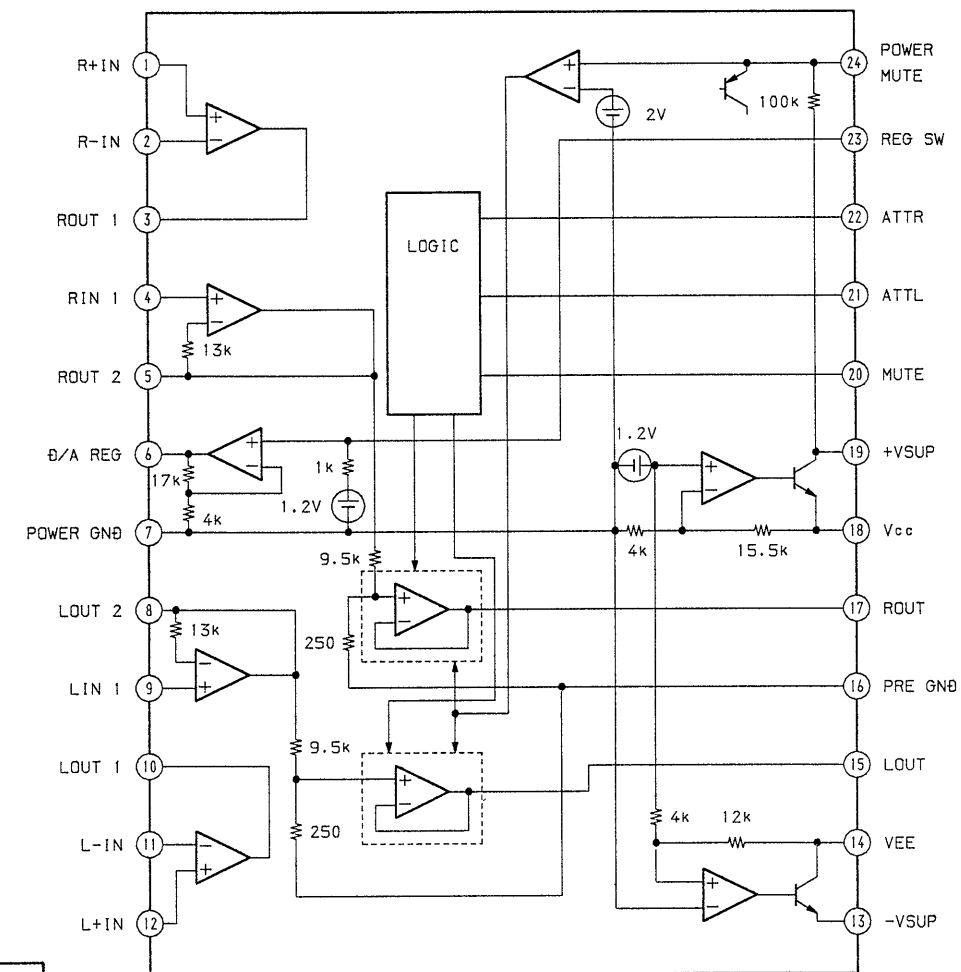 R+IN 1
R-IN 2
ROUT 1 3
RIN 1 4
ROUT 2 5
D/A REG 6
POWER GND 7
LOUT 2 8
LIN 1 9
LOUT 1 10
L-IN 11
L+IN 12
+
-
+
-
13k
+
-
17k
4k
1k
1.2V
13k
-
+
-
+
LOGIC
+
-
2V
100k
9.5k
250
+
-
9.5k
250
+
-
1.2V
+
-
4k
15.5k
4k
12k
+
-
24 POWER
MUTE
23 REG SW
22 ATTR
21 ATTL
20 MUTE
19 +VSUP
18 Vcc
17 ROUT
16 PRE GND
15 LOUT
14 VEE
13 -VSUP